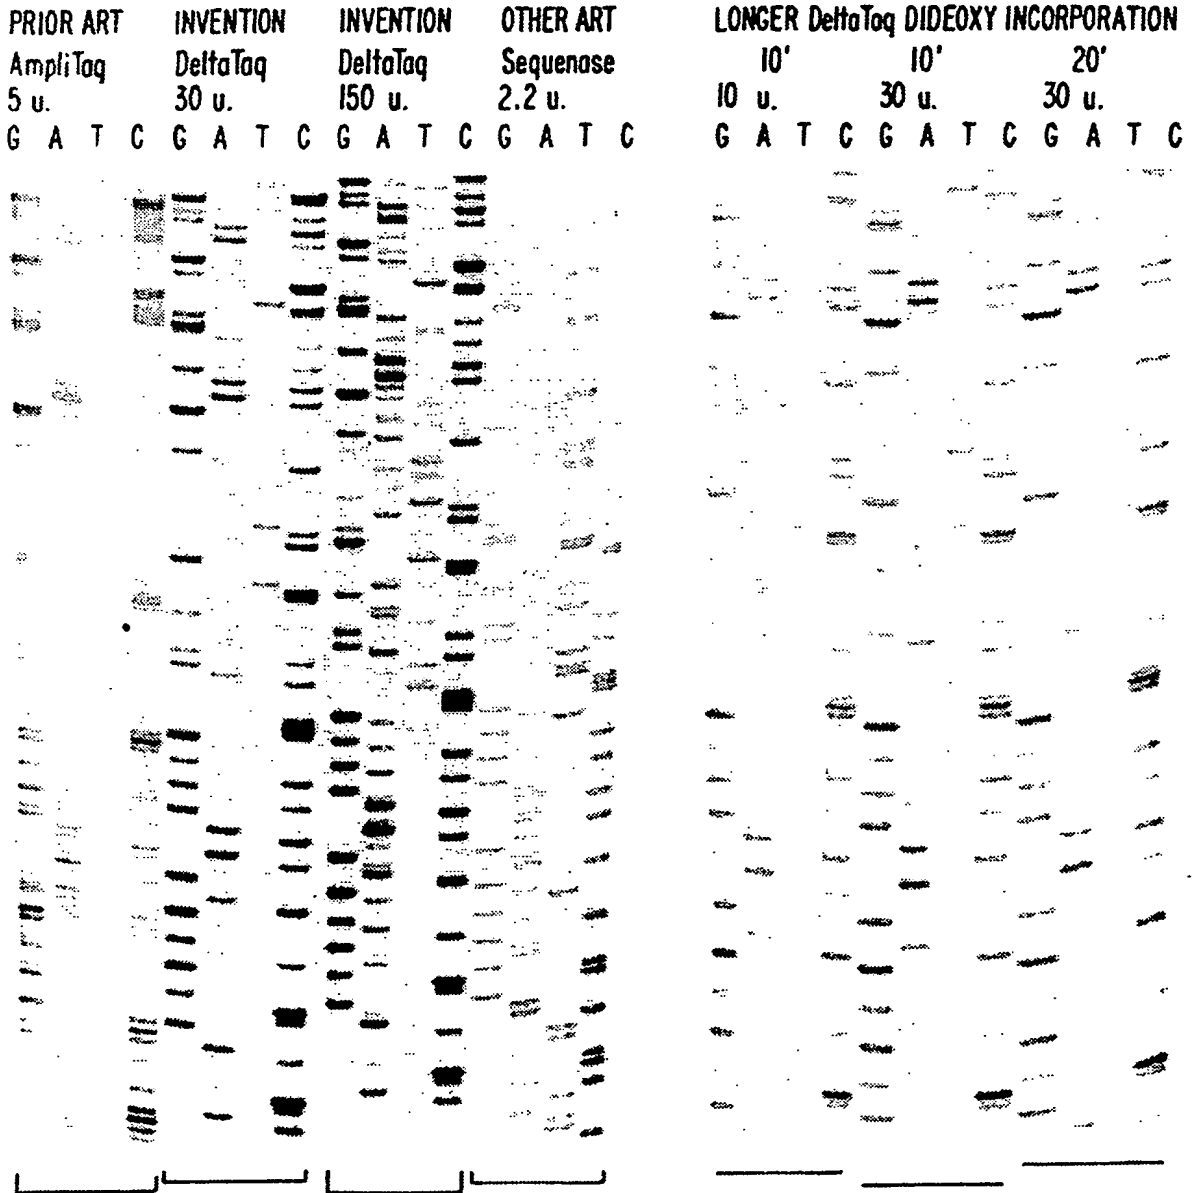 PRIOR ART INVENTION INVENTION OTHER ART LONGER DeltaTaq DIDEOXY INCORPORATION
AmpliTaq DeltaTaq DeltaTaq Sequenase 10' 10' 20'
5 u. 30 u. 150 u. 2.2 u. 10 u. 30 u. 30 u.
G A T C G A T C G A T C G A T C G A T C G A T C G A T C